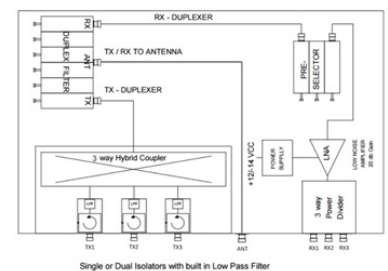 RX - DUPLEXER
RX
DUPLEX FILTER
ANT
TX
TX / RX TO ANTENNA
TX - DUPLEXER
PRE-
SELECTOR
3 way Hybrid Coupler
LPF
LPF
LPF
+12/-14 VCC
POWER
SUPPLLY
LNA
LOW NOISE
AMPLIFIER
20 db Gain
3 way
Power
Divider
TX1
TX2
TX3
ANT
RX1
RX2
RX3
Single or Dual Isolators with built in Low Pass Filter